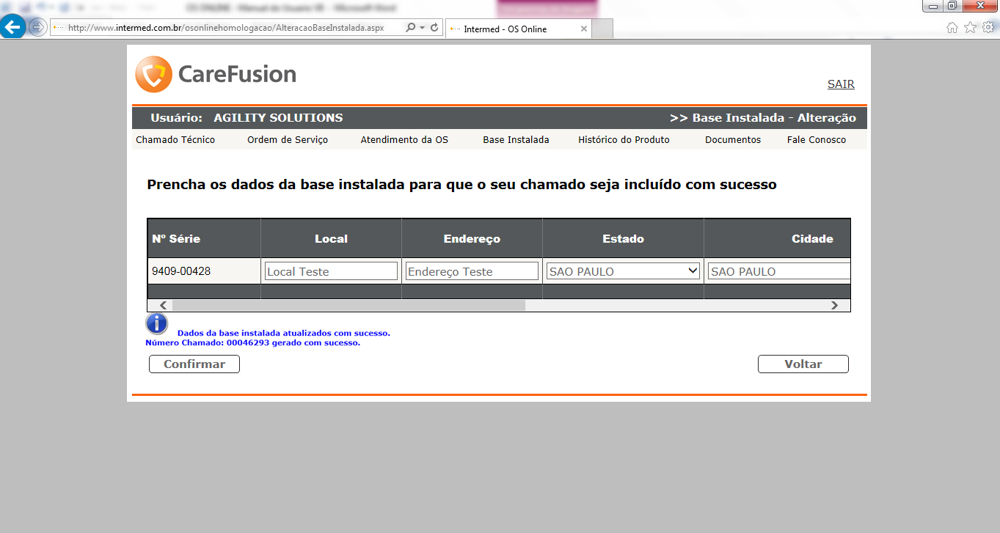 OS ONLINE - Manual do Usuario V8 - Microsoft Word
http://www.intermed.com.br/osonlinehomologacao/AlteracaoBaseInstalada.aspx
Intermed - OS Online
CareFusion
SAIR
Usuário: AGILITY SOLUTIONS >> Base Instalada - Alteração
Chamado Técnico Ordem de Serviço Atendimento da OS Base Instalada Histórico do Produto Documentos Fale Conosco
Prencha os dados da base instalada para que o seu chamado seja incluído com sucesso
Nº Série Local Endereço Estado Cidade
9409-00428 Local Teste Endereço Teste SAO PAULO SAO PAULO
Dados da base instalada atualizados com sucesso.
Número Chamado: 00046293 gerado com sucesso.
Confirmar Voltar